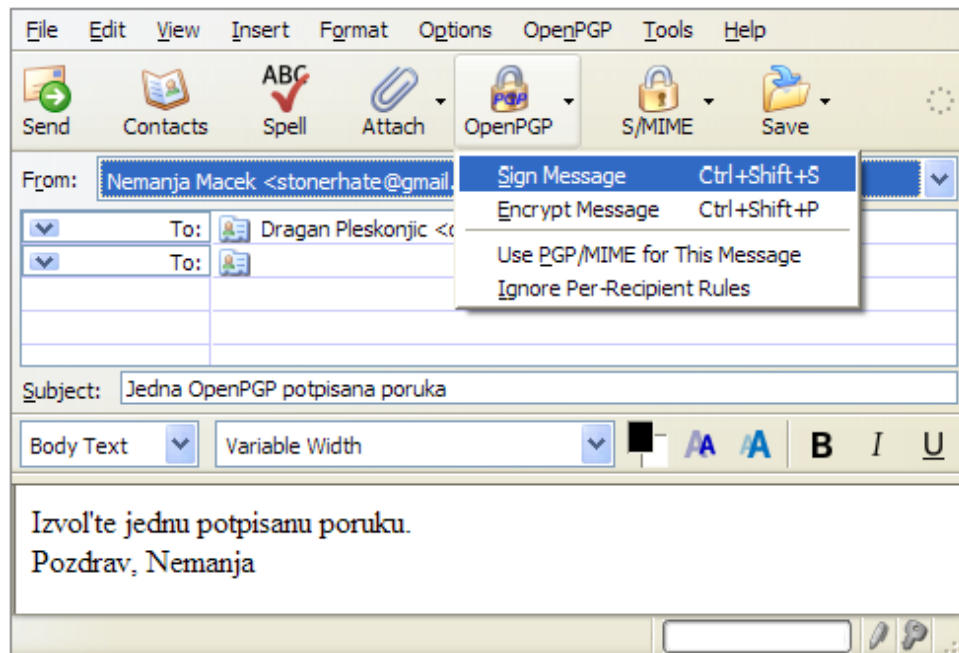 File Edit View Insert Format Options OpenPGP Tools Help
ABC PGP
Send Contacts Spell Attach OpenPGP S/MIME Save
From: Nemanja Macek <stonerhate@gmail.
Sign Message Ctrl+Shift+S
Encrypt Message Ctrl+Shift+P
Use PGP/MIME for This Message
Ignore Per-Recipient Rules
To: Dragan Pleskonjic <
To:
Subject: Jedna OpenPGP potpisana poruka
Body Text Variable Width A A A A B I U
Izvol'te jednu potpisanu poruku.
Pozdrav, Nemanja